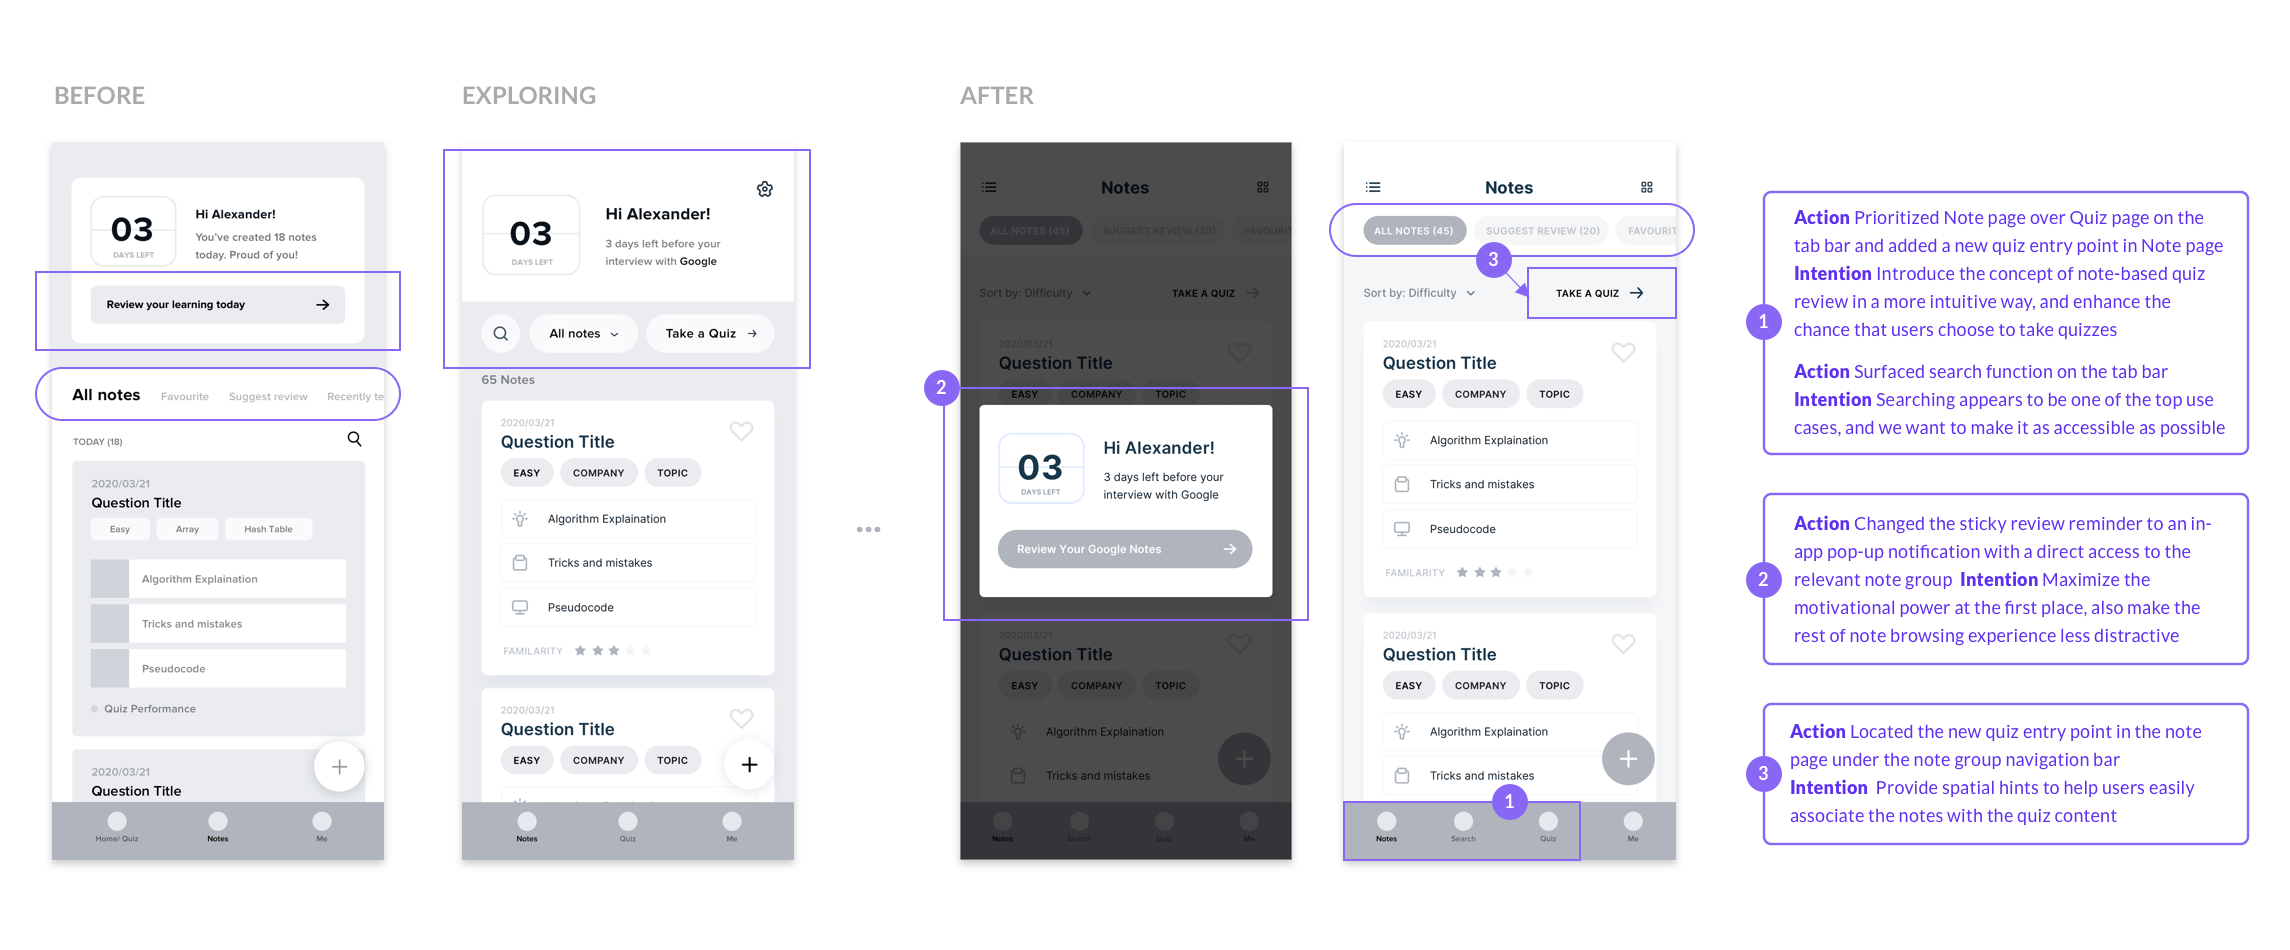 BEFORE
EXPLORING
AFTER
03
DAYS LEFT
Hi Alexander!
You've created 18 notes
today. Proud of you!
Review your learning today
All notes
Favourite
Suggest review
Recently te
TODAY (18)
2020/03/21
Question Title
Easy
Array
Hash Table
Algorithm Explaination
Tricks and mistakes
Pseudocode
Quiz Performance
2020/03/21
Question Title
Home/ Quiz
Notes
Me
03
DAYS LEFT
Hi Alexander!
3 days left before your
interview with Google
All notes
Take a Quiz
65 Notes
2020/03/21
Question Title
EASY
COMPANY
TOPIC
Algorithm Explaination
Tricks and mistakes
Pseudocode
FAMILARITY
2020/03/21
Question Title
EASY
COMPANY
TOPIC
Notes
Quiz
Me
Notes
ALL NOTES (45)
SUGGEST REVIEW (20)
FAVOURIT
Sort by: Difficulty
TAKE A QUIZ
2020/03/21
Question Title
EASY
COMPANY
TOPIC
2
03
DAYS LEFT
Hi Alexander!
3 days left before your
interview with Google
Review Your Google Notes
2020/03/21
Question Title
EASY
COMPANY
TOPIC
Algorithm Explaination
Tricks and mistakes
Notes
Search
Quiz
Me
Notes
ALL NOTES (45)
SUGGEST REVIEW (20)
FAVOURIT
3
Sort by: Difficulty
TAKE A QUIZ
2020/03/21
Question Title
EASY
COMPANY
TOPIC
Algorithm Explaination
Tricks and mistakes
Pseudocode
FAMILARITY
2020/03/21
Question Title
EASY
COMPANY
TOPIC
Algorithm Explaination
Tricks and mistakes
1
Notes
Search
Quiz
Me
1
Action Prioritized Note page over Quiz page on the
tab bar and added a new quiz entry point in Note page
Intention Introduce the concept of note-based quiz
review in a more intuitive way, and enhance the
chance that users choose to take quizzes
Action Surfaced search function on the tab bar
Intention Searching appears to be one of the top use
cases, and we want to make it as accessible as possible
2
Action Changed the sticky review reminder to an in-
app pop-up notification with a direct access to the
relevant note group Intention Maximize the
motivational power at the first place, also make the
rest of note browsing experience less distractive
3
Action Located the new quiz entry point in the note
page under the note group navigation bar
Intention Provide spatial hints to help users easily
associate the notes with the quiz content